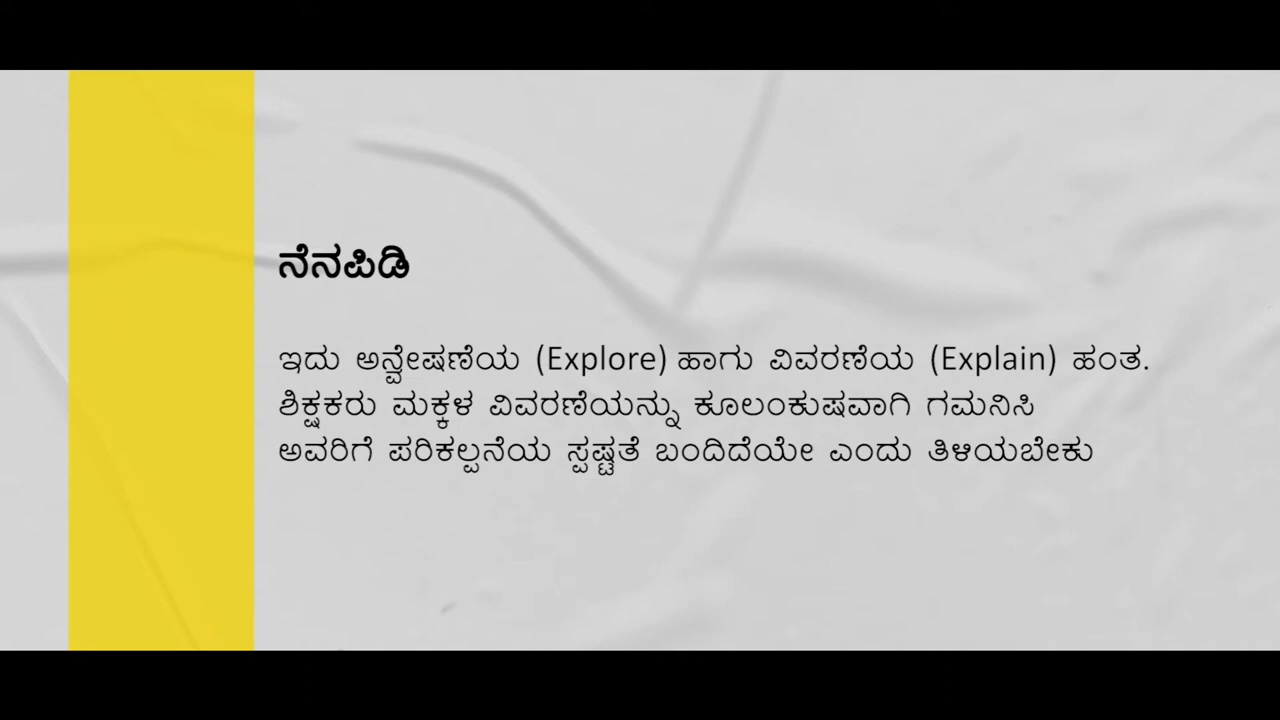 ನೆನಪಿಡಿ
ಇದು ಅನ್ವೇಷಣೆಯ (Explore) ಹಾಗು ವಿವರಣೆಯ (Explain) ಹಂತ.
ಶಿಕ್ಷಕರು ಮಕ್ಕಳ ವಿವರಣೆಯನ್ನು ಕೂಲಂಕುಷವಾಗಿ ಗಮನಿಸಿ
ಅವರಿಗೆ ಪರಿಕಲ್ಪನೆಯ ಸ್ಪಷ್ಟತೆ ಬಂದಿದೆಯೇ ಎಂದು ತಿಳಿಯಬೇಕು